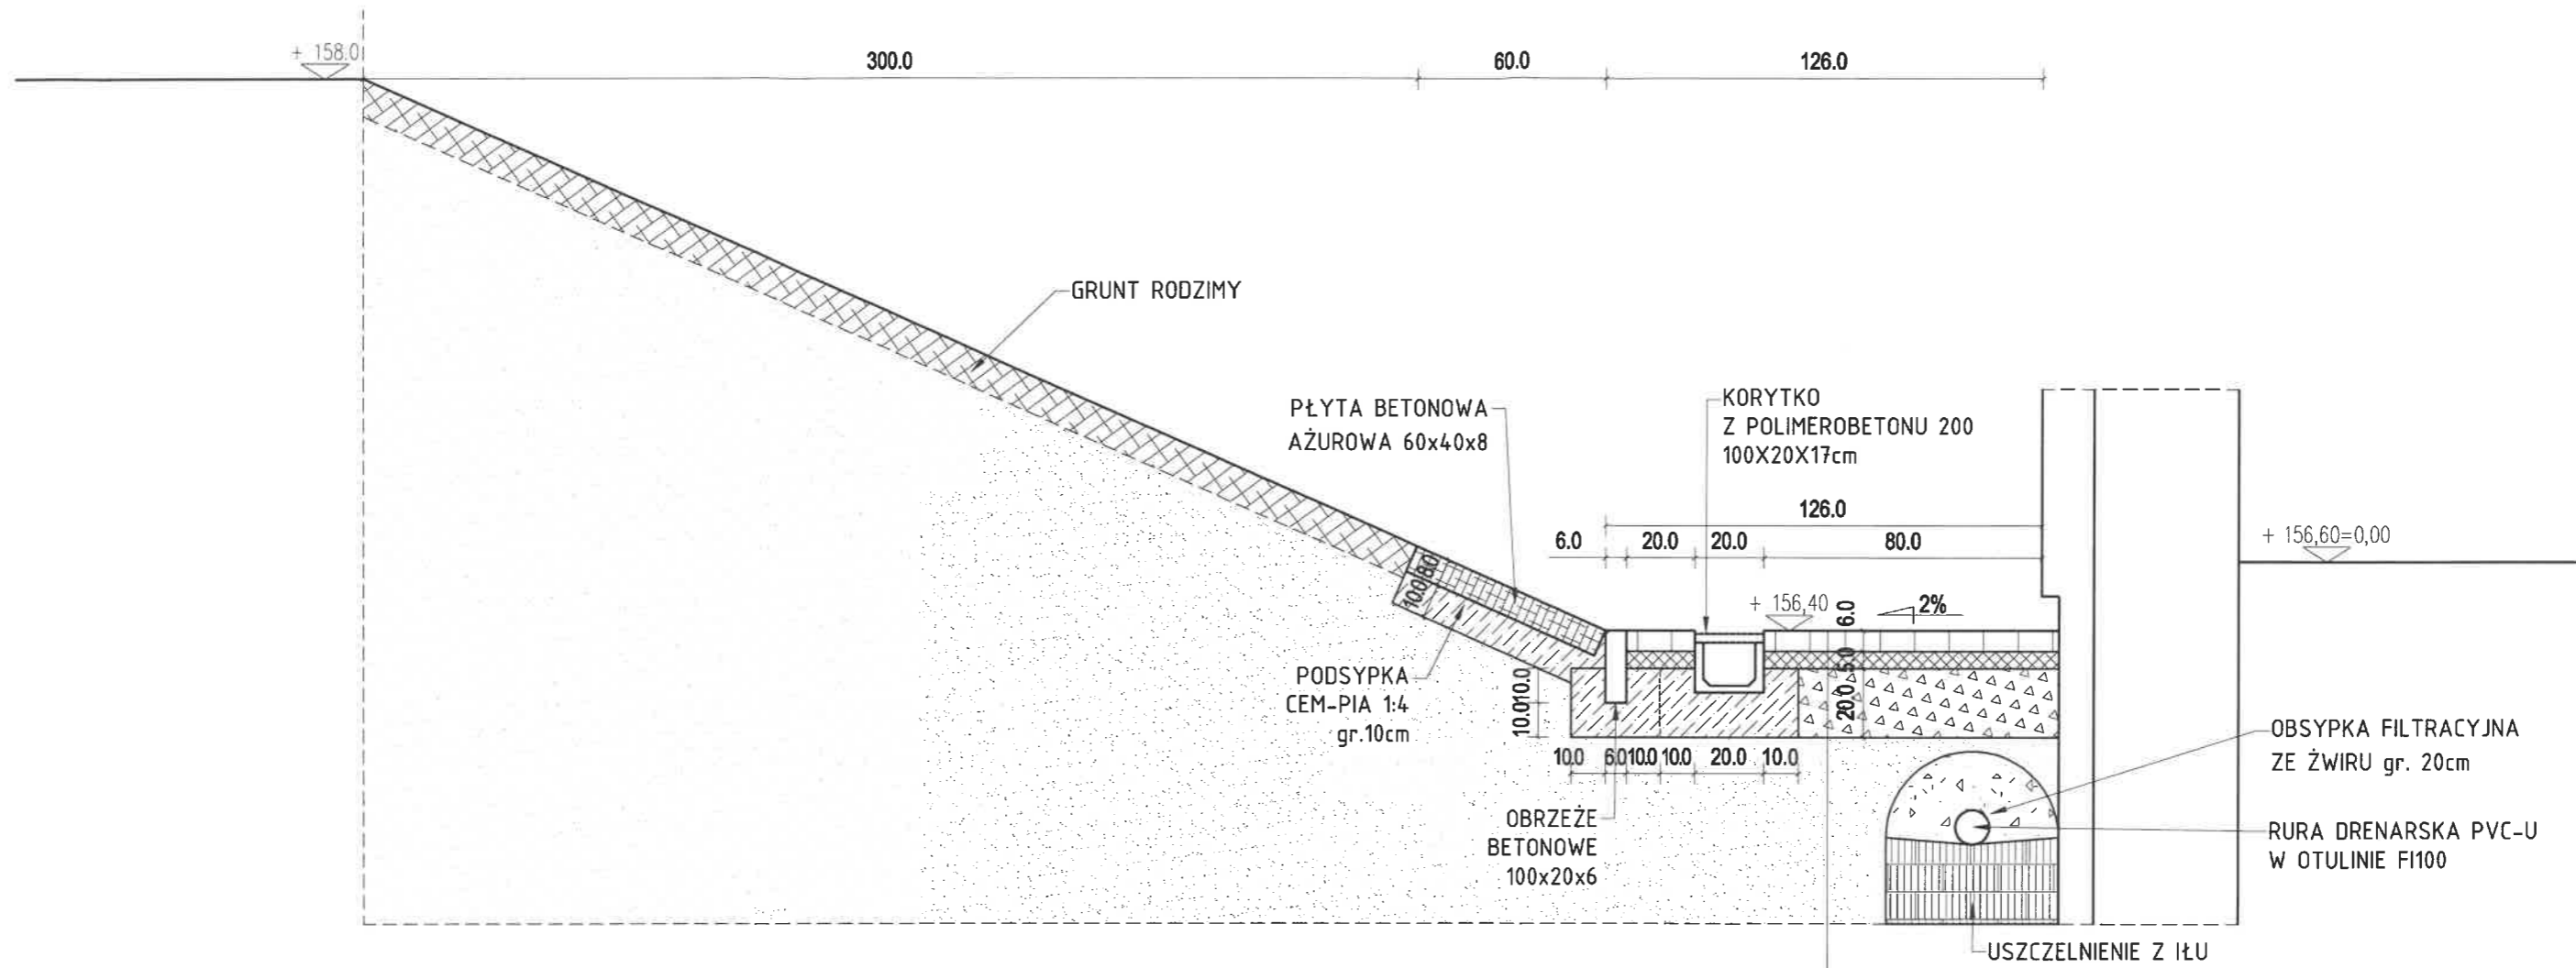 + 158.0
300.0
60.0
126.0
GRUNT RODZIMY
PŁYTA BETONOWA
AŻUROWA 60x40x8
KORYTKO
Z POLIMEROBETONU 200
100X20X17cm
126.0
6.0
20.0
20.0
80.0
+ 156,60=0,00
8.0
10.0
+ 156,40
6.0
2%
5.0
20.0
PODSYPKA
CEM-PIA 1:4
gr.10cm
10.0
10.0
10.0
6.0
10.0
10.0
20.0
10.0
OBRZEŻE
BETONOWE
100x20x6
OBSYPKA FILTRACYJNA
ZE ŻWIRU gr. 20cm
RURA DRENARSKA PVC-U
W OTULINIE FI100
USZCZELNIENIE Z IŁU